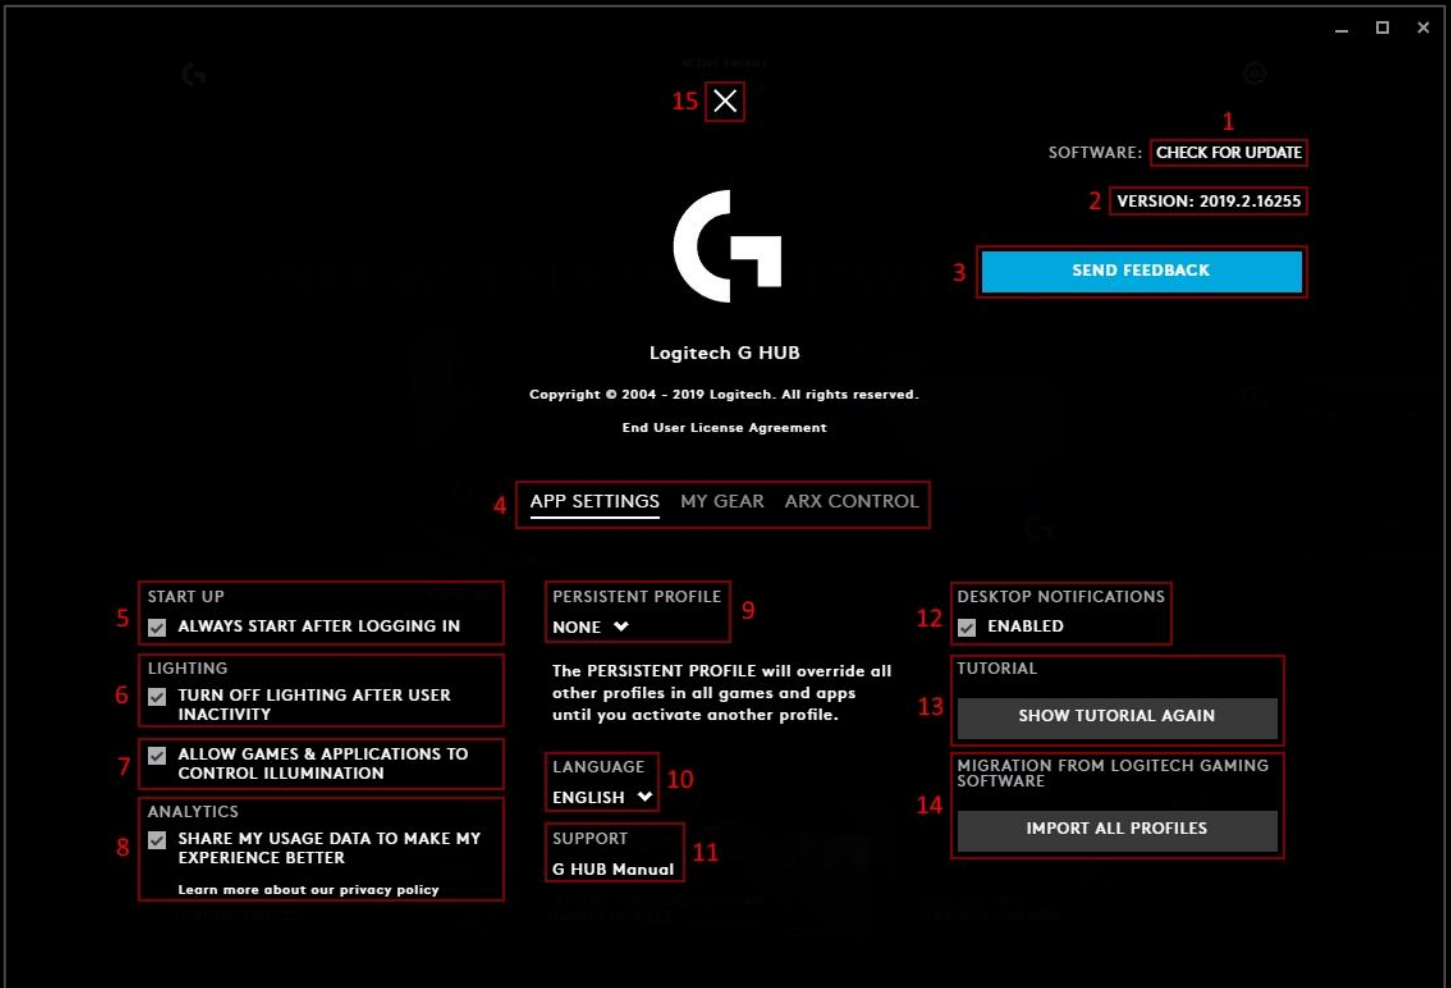 15
1
SOFTWARE: CHECK FOR UPDATE
2 VERSION: 2019.2.16255
3 SEND FEEDBACK
Logitech G HUB
Copyright © 2004 - 2019 Logitech. All rights reserved.
End User License Agreement
4 APP SETTINGS MY GEAR ARX CONTROL
5
START UP
ALWAYS START AFTER LOGGING IN
6
LIGHTING
TURN OFF LIGHTING AFTER USER
INACTIVITY
7
ALLOW GAMES & APPLICATIONS TO
CONTROL ILLUMINATION
8
ANALYTICS
SHARE MY USAGE DATA TO MAKE MY
EXPERIENCE BETTER
Learn more about our privacy policy
PERSISTENT PROFILE
NONE
9
The PERSISTENT PROFILE will override all
other profiles in all games and apps
until you activate another profile.
LANGUAGE
ENGLISH
10
SUPPORT
G HUB Manual
11
12
DESKTOP NOTIFICATIONS
ENABLED
13
TUTORIAL
SHOW TUTORIAL AGAIN
14
MIGRATION FROM LOGITECH GAMING
SOFTWARE
IMPORT ALL PROFILES